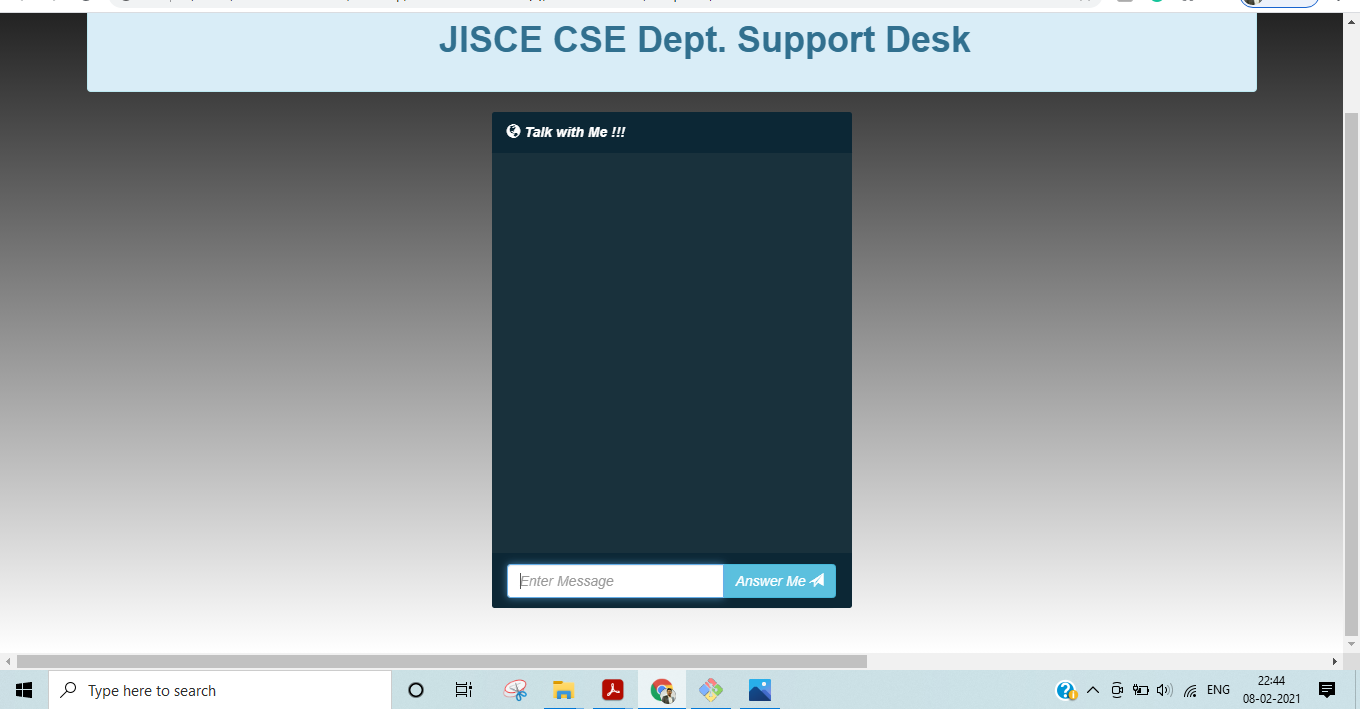 JISCE CSE Dept. Support Desk
Talk with Me !!!
Enter Message
Answer Me
Type here to search
ENG
22:44
08-02-2021